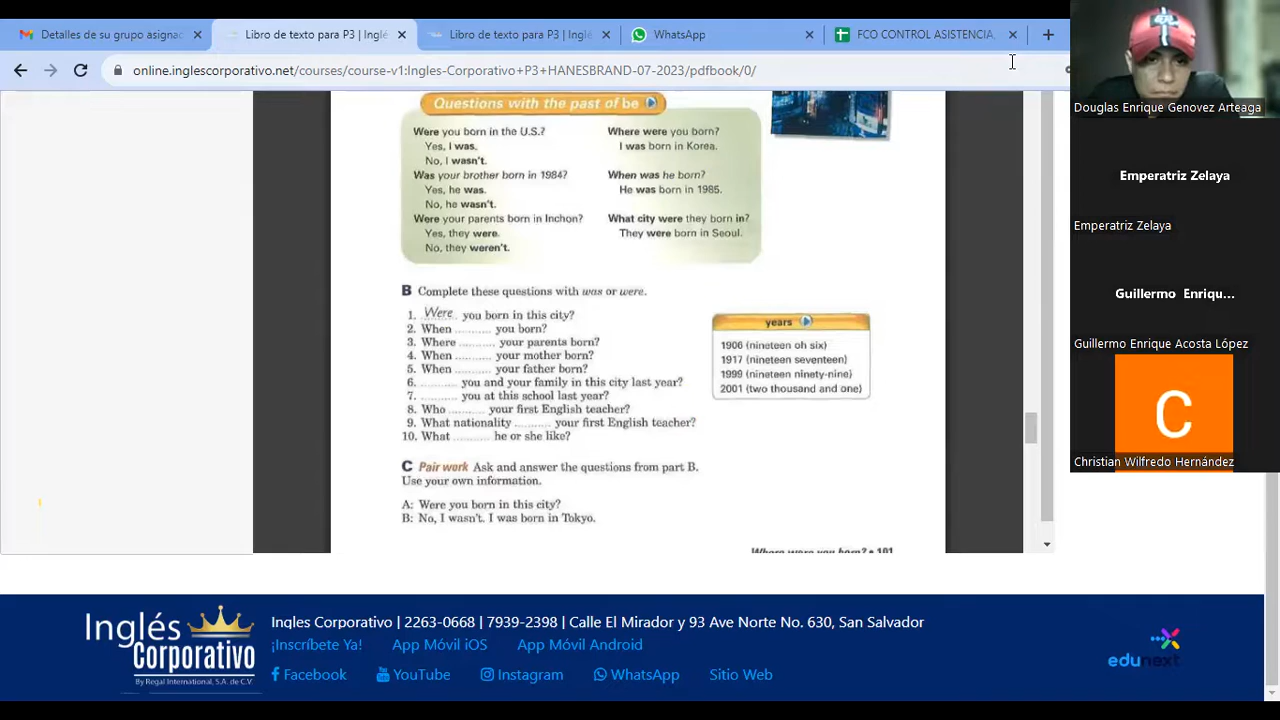 Detalles de su grupo asignac
Libro de texto para P3 | Inglé
Libro de texto para P3 | Inglé
WhatsApp
FCO CONTROL ASISTENCIA.
online.inglescorporativo.net/courses/course-v1:Ingles-Corporativo+P3+HANESBRAND-07-2023/pdfbook/0/
Questions with the past of be
Were you born in the U.S.?
Yes, I was.
No, I wasn't.
Was your brother born in 1984?
Yes, he was.
No, he wasn't.
Were your parents born in Inchon?
Yes, they were.
No, they weren't.
Where were you born?
I was born in Korea.
When was he born?
He was born in 1985.
What city were they born in?
They were born in Seoul.
B Complete these questions with was or were.
1. Were you born in this city?
2. When .......... you born?
3. Where .......... your parents born?
4. When .......... your mother born?
5. When .......... your father born?
6. .......... you and your family in this city last year?
7. .......... you at this school last year?
8. Who .......... your first English teacher?
9. What nationality .......... your first English teacher?
10. What .......... he or she like?
years
1906 (nineteen oh six)
1917 (nineteen seventeen)
1999 (nineteen ninety-nine)
2001 (two thousand and one)
C Pair work Ask and answer the questions from part B.
Use your own information.
A: Were you born in this city?
B: No, I wasn't. I was born in Tokyo.
Where were you born? • 101
Inglés
Corporativo
By Regal International, S.A. de C.V.
Ingles Corporativo | 2263-0668 | 7939-2398 | Calle El Mirador y 93 Ave Norte No. 630, San Salvador
¡Inscríbete Ya!
App Móvil iOS
App Móvil Android
Facebook
YouTube
Instagram
WhatsApp
Sitio Web
edunext
Douglas Enrique Genovez Arteaga
Emperatriz Zelaya
Emperatriz Zelaya
Guillermo Enriqu...
Guillermo Enrique Acosta López
C
Christian Wilfredo Hernández